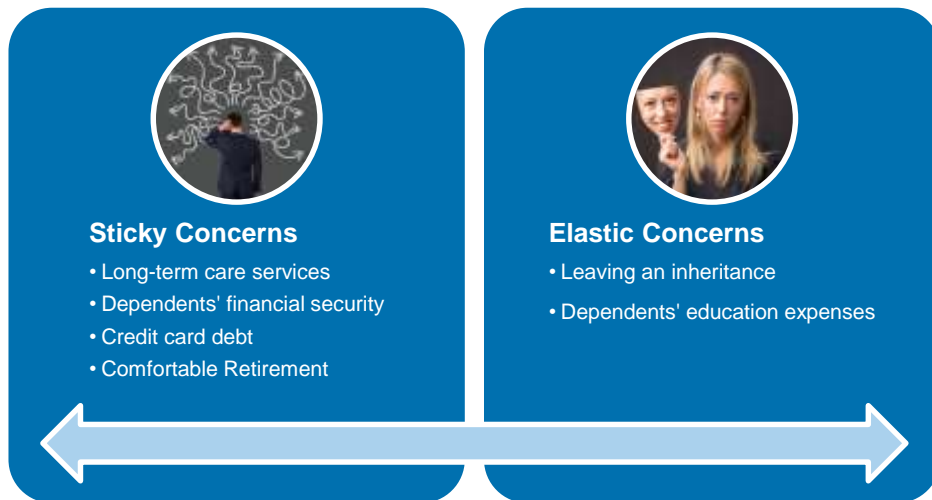 Sticky Concerns
• Long-term care services
• Dependents' financial security
• Credit card debt
• Comfortable Retirement
Elastic Concerns
• Leaving an inheritance
• Dependents' education expenses